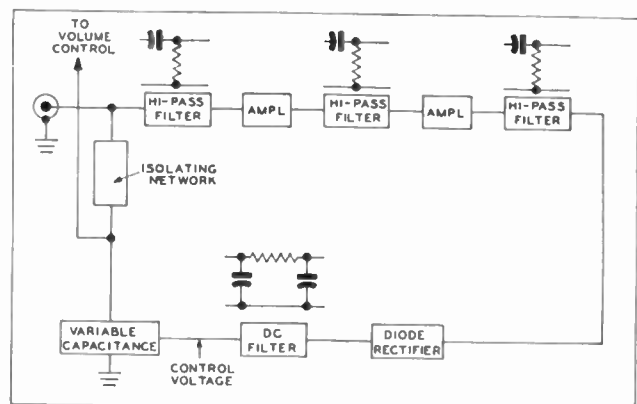 TO
VOLUME
CONTROL
HI-PASS
FILTER
AMPL
HI-PASS
FILTER
AMPL
HI-PASS
FILTER
ISOLATING
NETWORK
VARIABLE
CAPACITANCE
CONTROL
VOLTAGE
DC
FILTER
DIODE
RECTIFIER